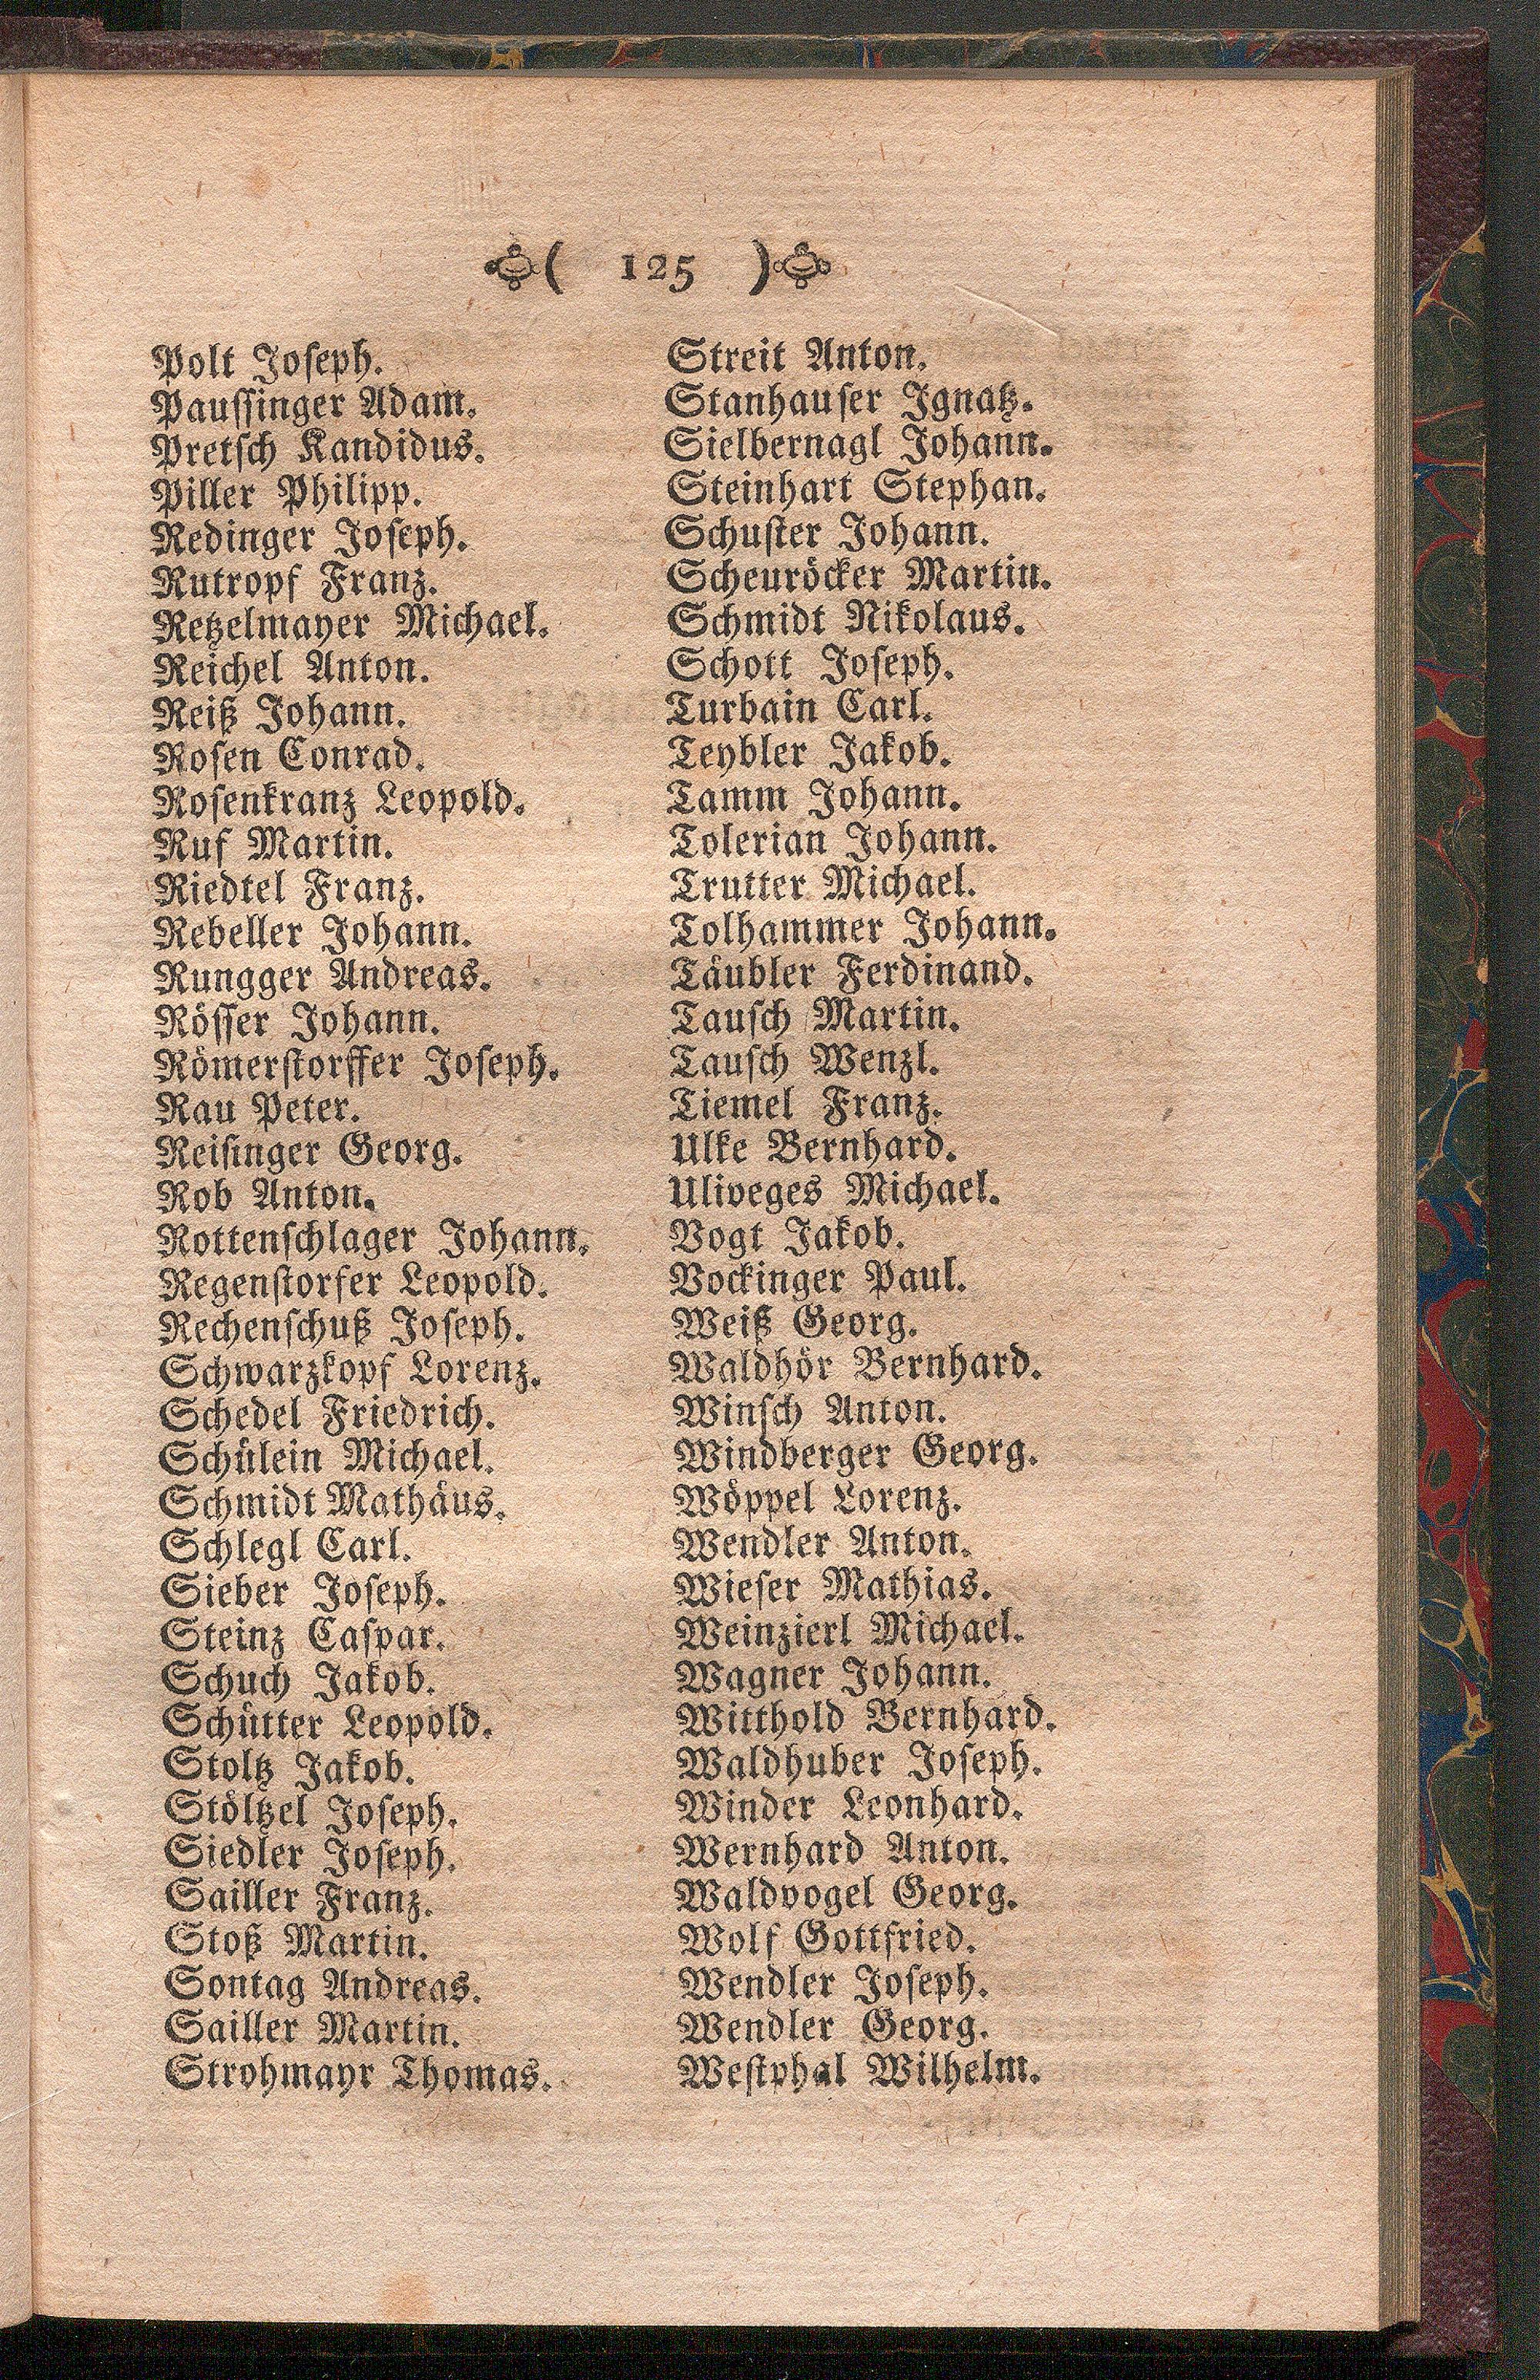 ( 125 )
Polt Joseph.
Paussinger Adam.
Pretsch Kandidus.
Piller Philipp.
Redinger Joseph.
Rutropf Franz.
Retzelmayer Michael.
Reichel Anton.
Reiß Johann.
Rosen Conrad.
Rosenkranz Leopold.
Ruf Martin.
Riedtel Franz.
Rebeller Johann.
Rungger Andreas.
Rösser Johann.
Römerstorffer Joseph.
Rau Peter.
Reisinger Georg.
Rob Anton.
Rottenschlager Johann.
Regenstorfer Leopold.
Rechenschuß Joseph.
Schwarzkopf Lorenz.
Schedel Friedrich.
Schülein Michael.
Schmidt Mathäus.
Schlegl Carl.
Sieber Joseph.
Steinz Caspar.
Schuch Jakob.
Schütter Leopold.
Stoltz Jakob.
Stöltzel Joseph.
Siedler Joseph.
Sailler Franz.
Stoß Martin.
Sontag Andreas.
Sailler Martin.
Strohmayr Thomas.
Streit Anton.
Stanhauser Ignatz.
Sielbernagl Johann.
Steinhart Stephan.
Schuster Johann.
Scheuröcker Martin.
Schmidt Nikolaus.
Schott Joseph.
Turbain Carl.
Teybler Jakob.
Tamm Johann.
Tolerian Johann.
Trutter Michael.
Tolhammer Johann.
Täubler Ferdinand.
Tausch Martin.
Tausch Wenzl.
Tiemel Franz.
Ulke Bernhard.
Uliveges Michael.
Vogt Jakob.
Vockinger Paul.
Weiß Georg.
Waldhör Bernhard.
Winsch Anton.
Windberger Georg.
Wöppel Lorenz.
Wendler Anton.
Wieser Mathias.
Weinzierl Michael.
Wagner Johann.
Witthold Bernhard.
Waldhuber Joseph.
Winder Leonhard.
Wernhard Anton.
Waldvogel Georg.
Wolf Gottfried.
Wendler Joseph.
Wendler Georg.
Westphal Wilhelm.